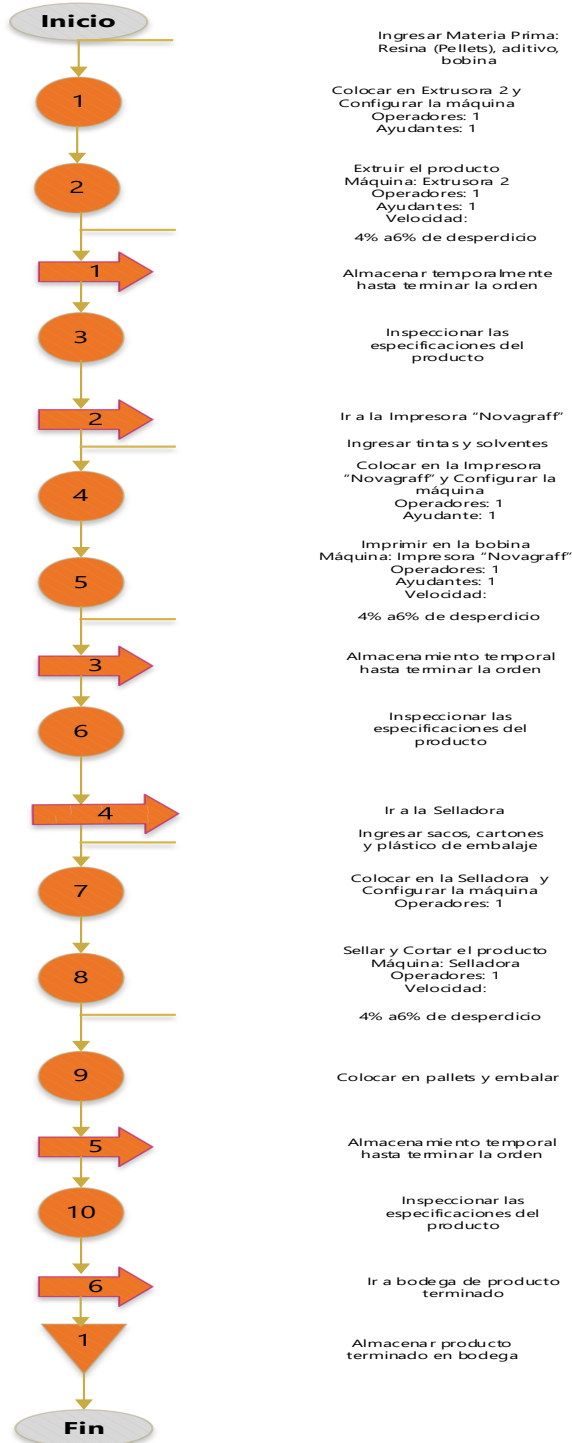 Inicio
Ingresar Materia Prima:
Resina (Pellets), aditivo,
bobina
1
Colocar en Extrusora 2 y
Configurar la máquina
Operadores: 1
Ayudantes: 1
2
Extruir el producto
Máquina: Extrusora 2
Operadores: 1
Ayudantes: 1
Velocidad:
4% a6% de desperdicio
1
Almacenar temporalmente
hasta terminar la orden
3
Inspeccionar las
especificaciones del
producto
2
Ir a la Impresora “Novagraff”
Ingresar tintas y solventes
4
Colocar en la Impresora
“Novagraff” y Configurar la
máquina
Operadores: 1
Ayudante: 1
5
Imprimir en la bobina
Máquina: Impresora “Novagraff”
Operadores: 1
Ayudantes: 1
Velocidad:
4% a6% de desperdicio
3
Almacenamiento temporal
hasta terminar la orden
6
Inspeccionar las
especificaciones del
producto
4
Ir a la Selladora
Ingresar sacos, cartones
y plástico de embalaje
7
Colocar en la Selladora y
Configurar la máquina
Operadores: 1
8
Sellar y Cortar el producto
Máquina: Selladora
Operadores: 1
Velocidad:
4% a6% de desperdicio
9
Colocar en pallets y embalar
5
Almacenamiento temporal
hasta terminar la orden
10
Inspeccionar las
especificaciones del
producto
6
Ir a bodega de producto
terminado
1
Almacenar producto
terminado en bodega
Fin